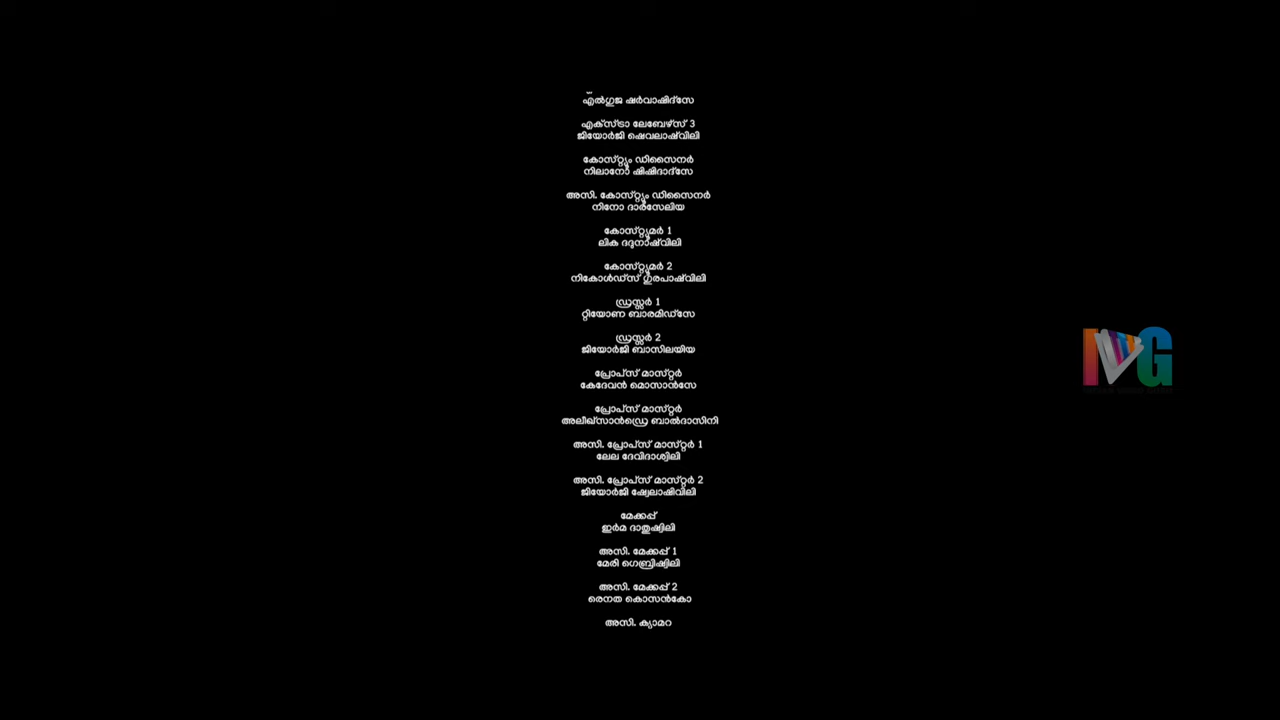 എൽഗുജ ഷർവാഷിദ്സേ
എക്സ്ട്രാ ലേബേഴ്സ് 3
ജിയോർജി ഷെവലാഷ്വിലി
കോസ്റ്റ്യും ഡിസൈനർ
നിലാനോ ഷിഷിദാദ്സേ
അസി. കോസ്റ്റ്യും ഡിസൈനർ
നിനോ ദാർസേലിയ
കോസ്റ്റ്യൂമർ 1
ലിക ദദുനാഷ്വിലി
കോസ്റ്റ്യൂമർ 2
നികോൾഡ്സ് ഗുരപാഷ്വിലി
ഡ്രസ്സർ 1
റ്റിയോണ ബാരമിഡ്സേ
ഡ്രസ്സർ 2
ജിയോർജി ബാസിലയിയ
പ്രോപ്സ് മാസ്റ്റർ
കേദേവൻ മൊസാൻസേ
പ്രോപ്സ് മാസ്റ്റർ
അലീഖ്സാൻഡ്രെ ബാൽദാസിനി
അസി. പ്രോപ്സ് മാസ്റ്റർ 1
ലേല ദേവിദാശ്വിലി
അസി. പ്രോപ്സ് മാസ്റ്റർ 2
ജിയോർജി ഷ്വേലാഷിവിലി
മേക്കപ്പ്
ഇർമ ദാതുഷ്വിലി
അസി. മേക്കപ്പ് 1
മേരി ഗെബ്രീഷ്വിലി
അസി. മേക്കപ്പ് 2
രെനത കൊസൻകോ
അസി. ക്യാമറ